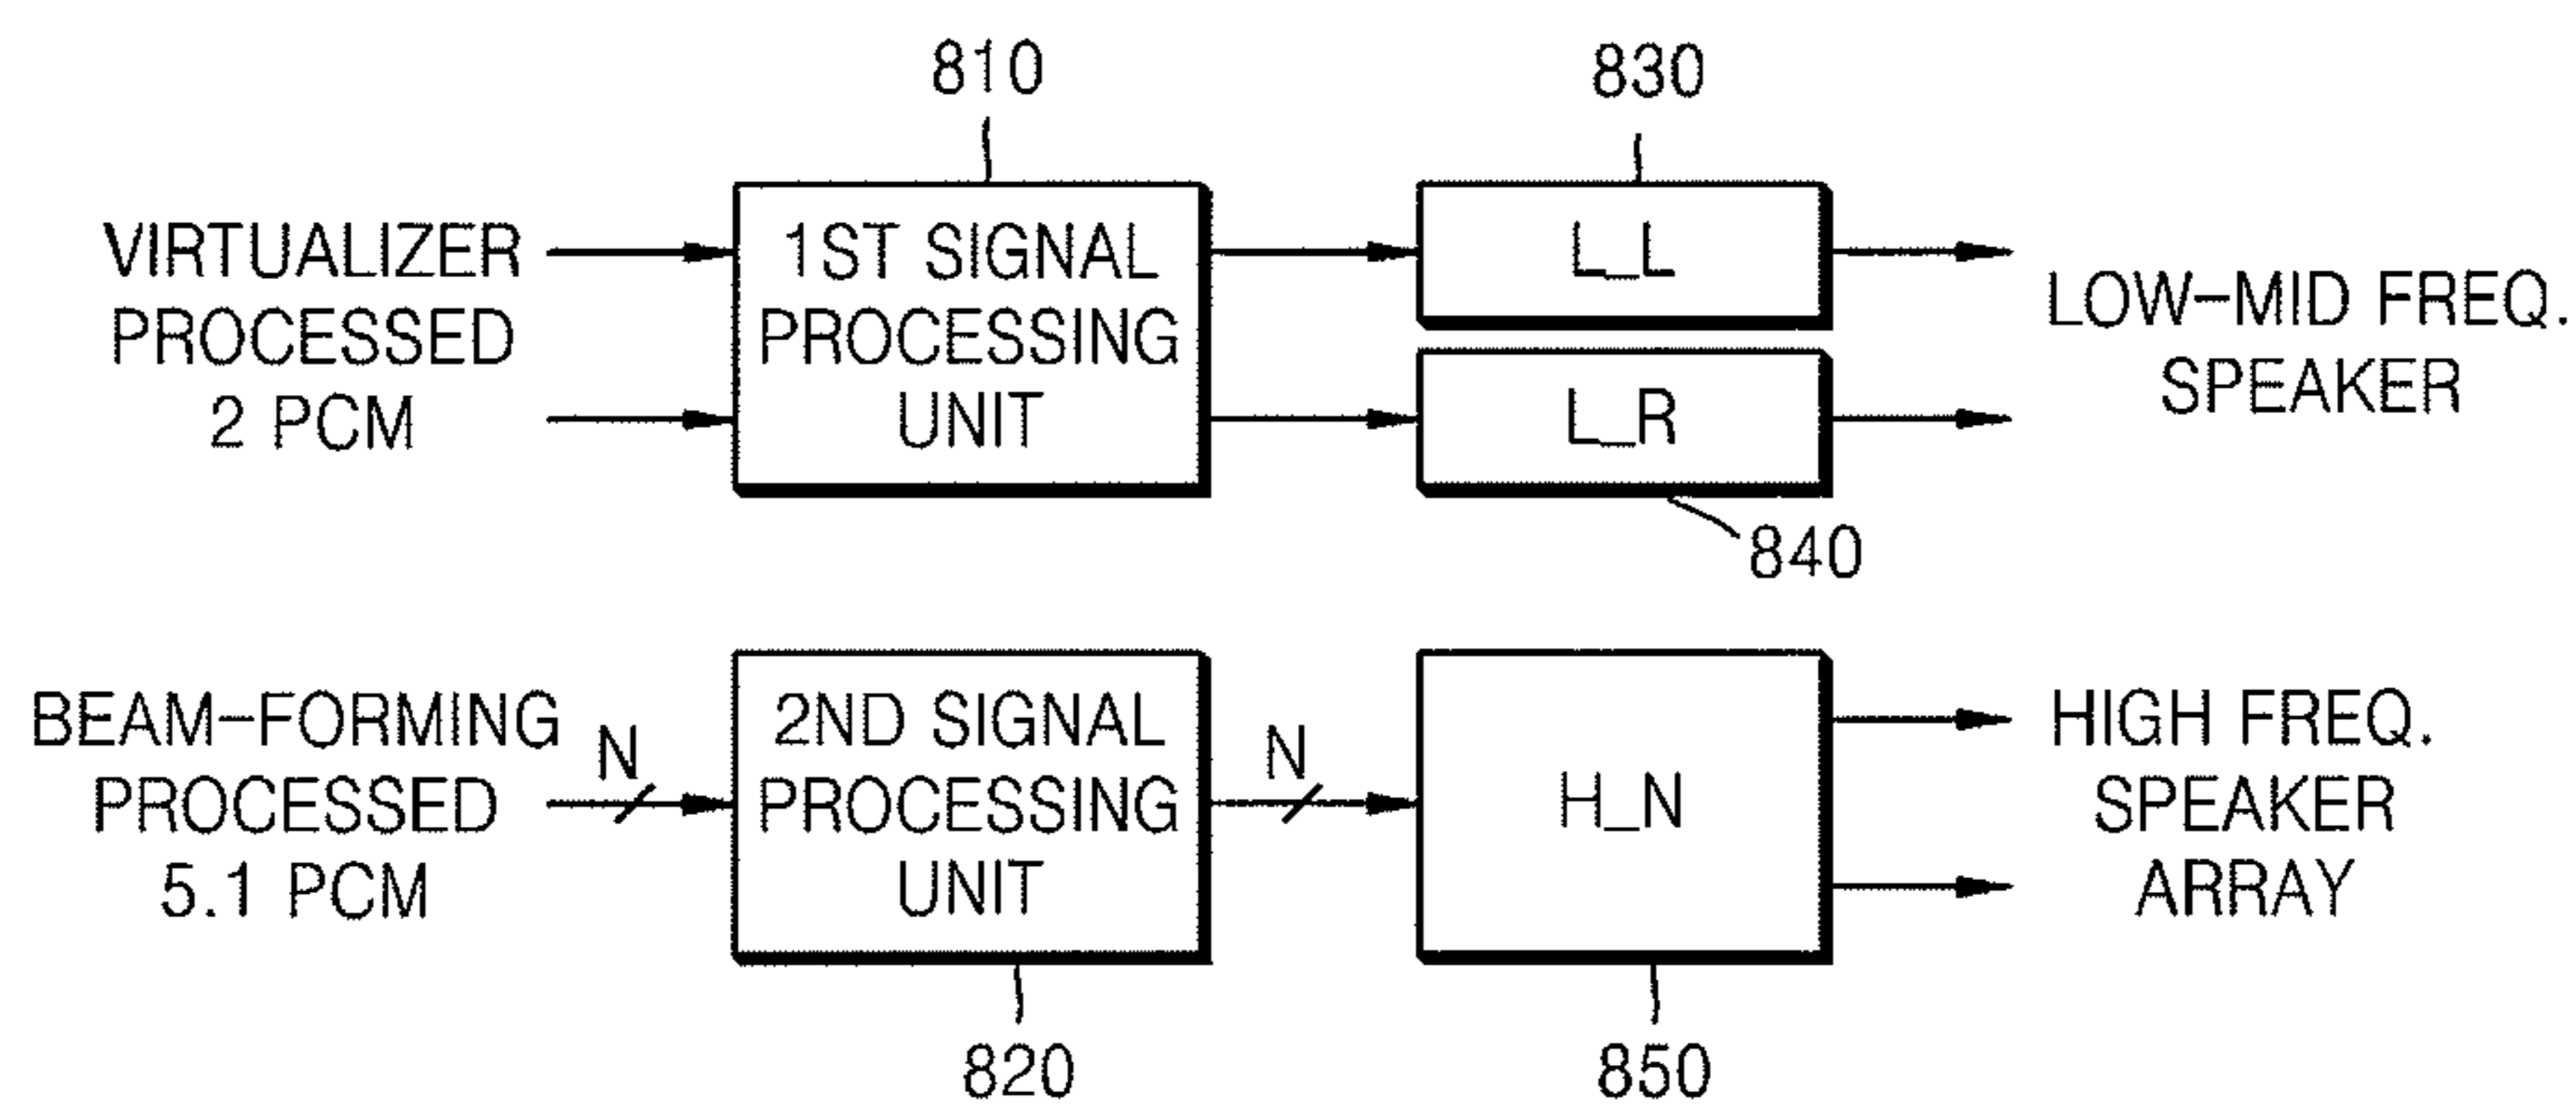 810
830
VIRTUALIZER
PROCESSED
2 PCM
1ST SIGNAL
PROCESSING
UNIT
L_L
L_R
LOW-MID FREQ.
SPEAKER
840
BEAM-FORMING
PROCESSED
5.1 PCM
N
2ND SIGNAL
PROCESSING
UNIT
N
H_N
HIGH FREQ.
SPEAKER
ARRAY
820
850